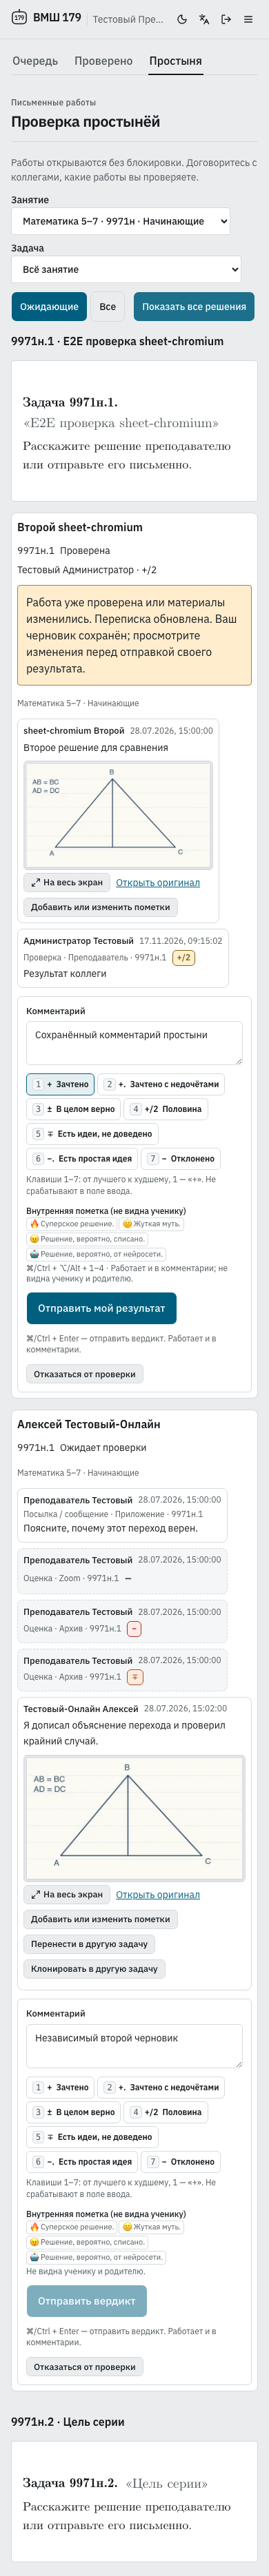 179 ВМШ 179 Тестовый Пре...
Очередь Проверено Простыня
Письменные работы
Проверка простынёй
Работы открываются без блокировки. Договоритесь с
коллегами, какие работы вы проверяете.
Занятие
Математика 5–7 · 9971н · Начинающие
Задача
Всё занятие
Ожидающие Все Показать все решения
9971н.1 · E2E проверка sheet-chromium
Задача 9971н.1.
«E2E проверка sheet-chromium»
Расскажите решение преподавателю
или отправьте его письменно.
Второй sheet-chromium
9971н.1 Проверена
Тестовый Администратор · +/2
Работа уже проверена или материалы
изменились. Переписка обновлена. Ваш
черновик сохранён; просмотрите
изменения перед отправкой своего
результата.
Математика 5–7 · Начинающие
sheet-chromium Второй 28.07.2026, 15:00:00
Второе решение для сравнения
AB = BC
AD = DC
B
A
C
На весь экран Открыть оригинал
Добавить или изменить пометки
Администратор Тестовый 17.11.2026, 09:15:02
Проверка · Преподаватель · 9971н.1 +/2
Результат коллеги
Комментарий
Сохранённый комментарий простыни
1 + Зачтено 2 +. Зачтено с недочётами
3 ± В целом верно 4 +/2 Половина
5 ∓ Есть идеи, не доведено
6 −. Есть простая идея 7 − Отклонено
Клавиши 1–7: от лучшего к худшему, 1 — «+». Не
срабатывают в поле ввода.
Внутренняя пометка (не видна ученику)
🔥 Суперское решение. Жуткая муть.
Решение, вероятно, списано.
🤖 Решение, вероятно, от нейросети.
⌘/Ctrl + ⌥/Alt + 1–4 · Работает и в комментарии; не
видна ученику и родителю.
Отправить мой результат
⌘/Ctrl + Enter — отправить вердикт. Работает и в
комментарии.
Отказаться от проверки
Алексей Тестовый-Онлайн
9971н.1 Ожидает проверки
Математика 5–7 · Начинающие
Преподаватель Тестовый 28.07.2026, 15:00:00
Посылка / сообщение · Приложение · 9971н.1
Поясните, почему этот переход верен.
Преподаватель Тестовый 28.07.2026, 15:00:00
Оценка · Zoom · 9971н.1 —
Преподаватель Тестовый 28.07.2026, 15:00:00
Оценка · Архив · 9971н.1 −
Преподаватель Тестовый 28.07.2026, 15:00:00
Оценка · Архив · 9971н.1 ∓
Тестовый-Онлайн Алексей 28.07.2026, 15:02:00
Я дописал объяснение перехода и проверил
крайний случай.
AB = BC
AD = DC
B
A
C
На весь экран Открыть оригинал
Добавить или изменить пометки
Перенести в другую задачу
Клонировать в другую задачу
Комментарий
Независимый второй черновик
1 + Зачтено 2 +. Зачтено с недочётами
3 ± В целом верно 4 +/2 Половина
5 ∓ Есть идеи, не доведено
6 −. Есть простая идея 7 − Отклонено
Клавиши 1–7: от лучшего к худшему, 1 — «+». Не
срабатывают в поле ввода.
Внутренняя пометка (не видна ученику)
🔥 Суперское решение. Жуткая муть.
Решение, вероятно, списано.
🤖 Решение, вероятно, от нейросети.
Не видна ученику и родителю.
Отправить вердикт
⌘/Ctrl + Enter — отправить вердикт. Работает и в
комментарии.
Отказаться от проверки
9971н.2 · Цель серии
Задача 9971н.2. «Цель серии»
Расскажите решение преподавателю
или отправьте его письменно.